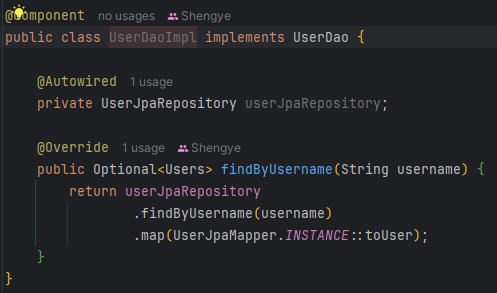 @Component no usages Shengye
public class UserDaoImpl implements UserDao {
@Autowired 1 usage
private UserJpaRepository userJpaRepository;
@Override 1 usage Shengye
public Optional<Users> findByUsername(String username) {
return userJpaRepository
.findByUsername(username)
.map(UserJpaMapper.INSTANCE::toUser);
}
}